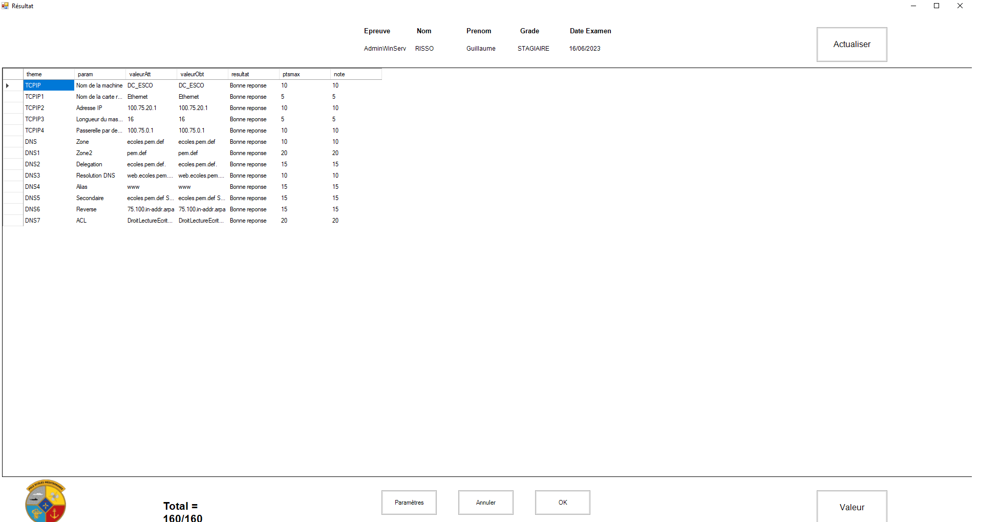 Résultat
Epreuve Nom Prenom Grade Date Examen
AdminWinServ RISSO Guillaume STAGIAIRE 16/06/2023
Actualiser
theme param valeurAtt valeurObt resultat ptsmax note
TCPIP Nom de la machine DC_ESCO DC_ESCO Bonne reponse 10 10
TCPIP1 Nom de la carte r... Ethernet Ethernet Bonne reponse 5 5
TCPIP2 Adresse IP 100.75.20.1 100.75.20.1 Bonne reponse 10 10
TCPIP3 Longueur du mas... 16 16 Bonne reponse 5 5
TCPIP4 Passerelle par de... 100.75.0.1 100.75.0.1 Bonne reponse 10 10
DNS Zone ecoles.pem.def ecoles.pem.def Bonne reponse 10 10
DNS1 Zone2 pem.def pem.def Bonne reponse 20 20
DNS2 Delegation ecoles.pem.def. ecoles.pem.def. Bonne reponse 15 15
DNS3 Resolution DNS web.ecoles.pem.... web.ecoles.pem.... Bonne reponse 10 10
DNS4 Alias www www Bonne reponse 15 15
DNS5 Secondaire ecoles.pem.def S... ecoles.pem.def S... Bonne reponse 15 15
DNS6 Reverse 75.100.in-addr.arpa 75.100.in-addr.arpa Bonne reponse 15 15
DNS7 ACL DroitLectureEcrit... DroitLectureEcrit... Bonne reponse 20 20
POLE ECOLES MEDITERRANEE
Total =
160/160
Paramètres Annuler OK
Valeur